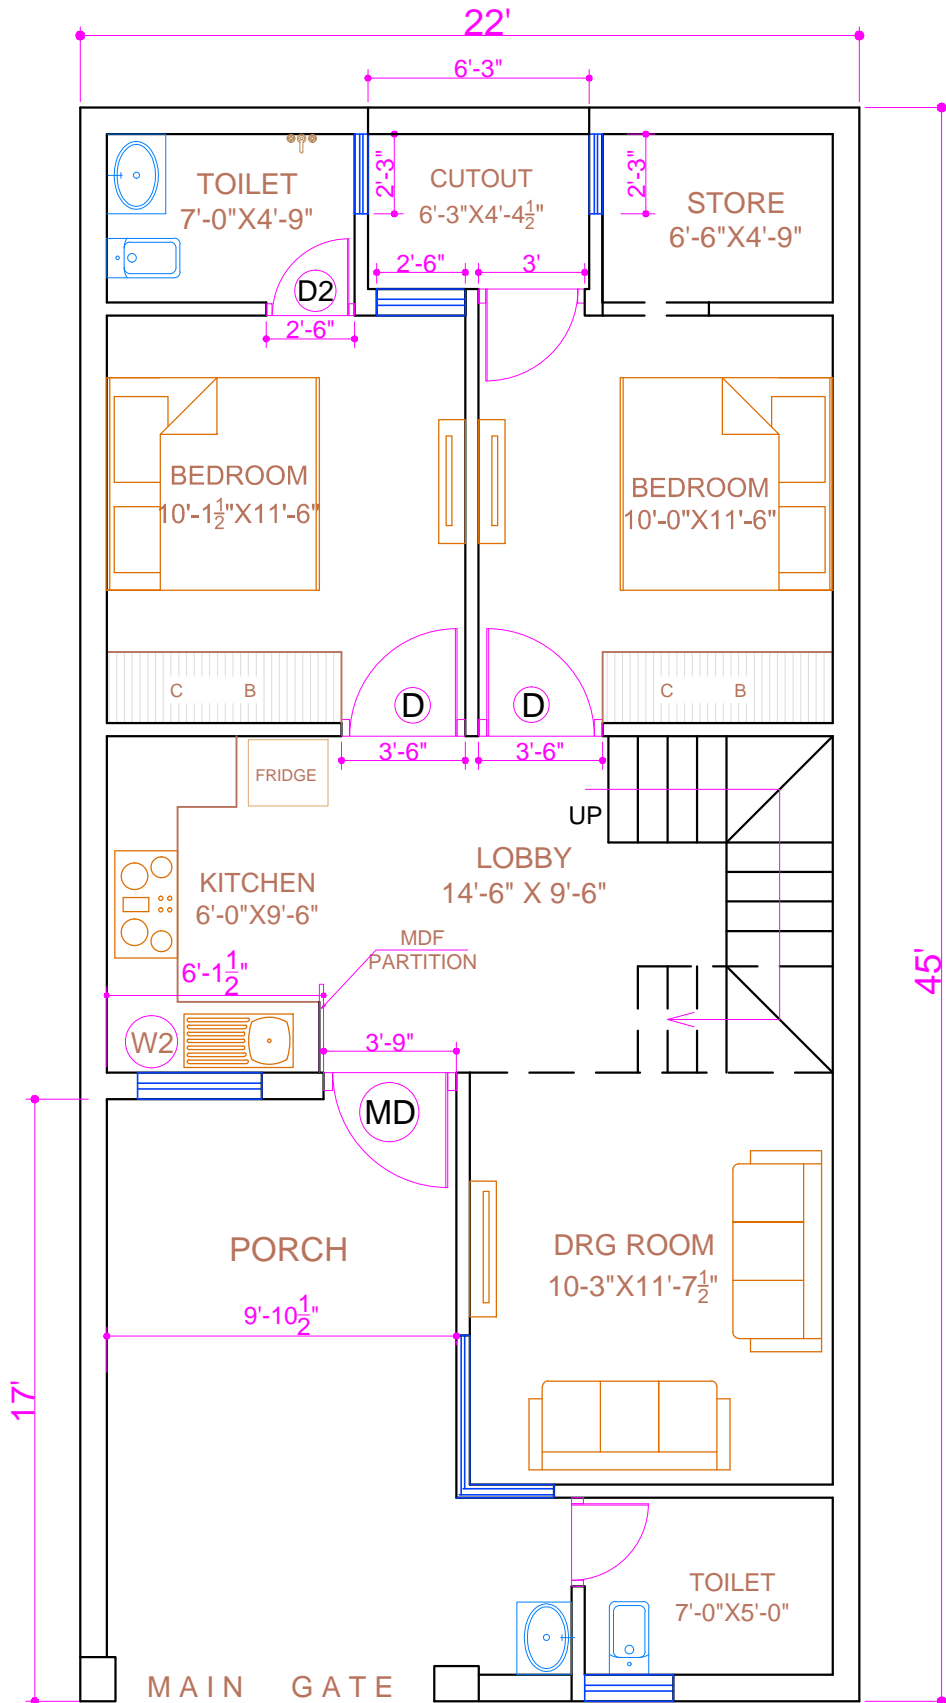 22'
6'-3"
TOILET
7'-0"X4'-9"
2'-3"
CUTOUT
6'-3"X4'-4½"
2'-3"
STORE
6'-6"X4'-9"
2'-6"
3'
D2
2'-6"
BEDROOM
10'-1½"X11'-6"
BEDROOM
10'-0"X11'-6"
C B
C B
D
D
3'-6"
3'-6"
FRIDGE
UP
LOBBY
14'-6" X 9'-6"
KITCHEN
6'-0"X9'-6"
MDF
PARTITION
6'-1½"
45'
W2
3'-9"
MD
PORCH
DRG ROOM
10-3"X11'-7½"
9'-10½"
17'
TOILET
7'-0"X5'-0"
MAIN GATE